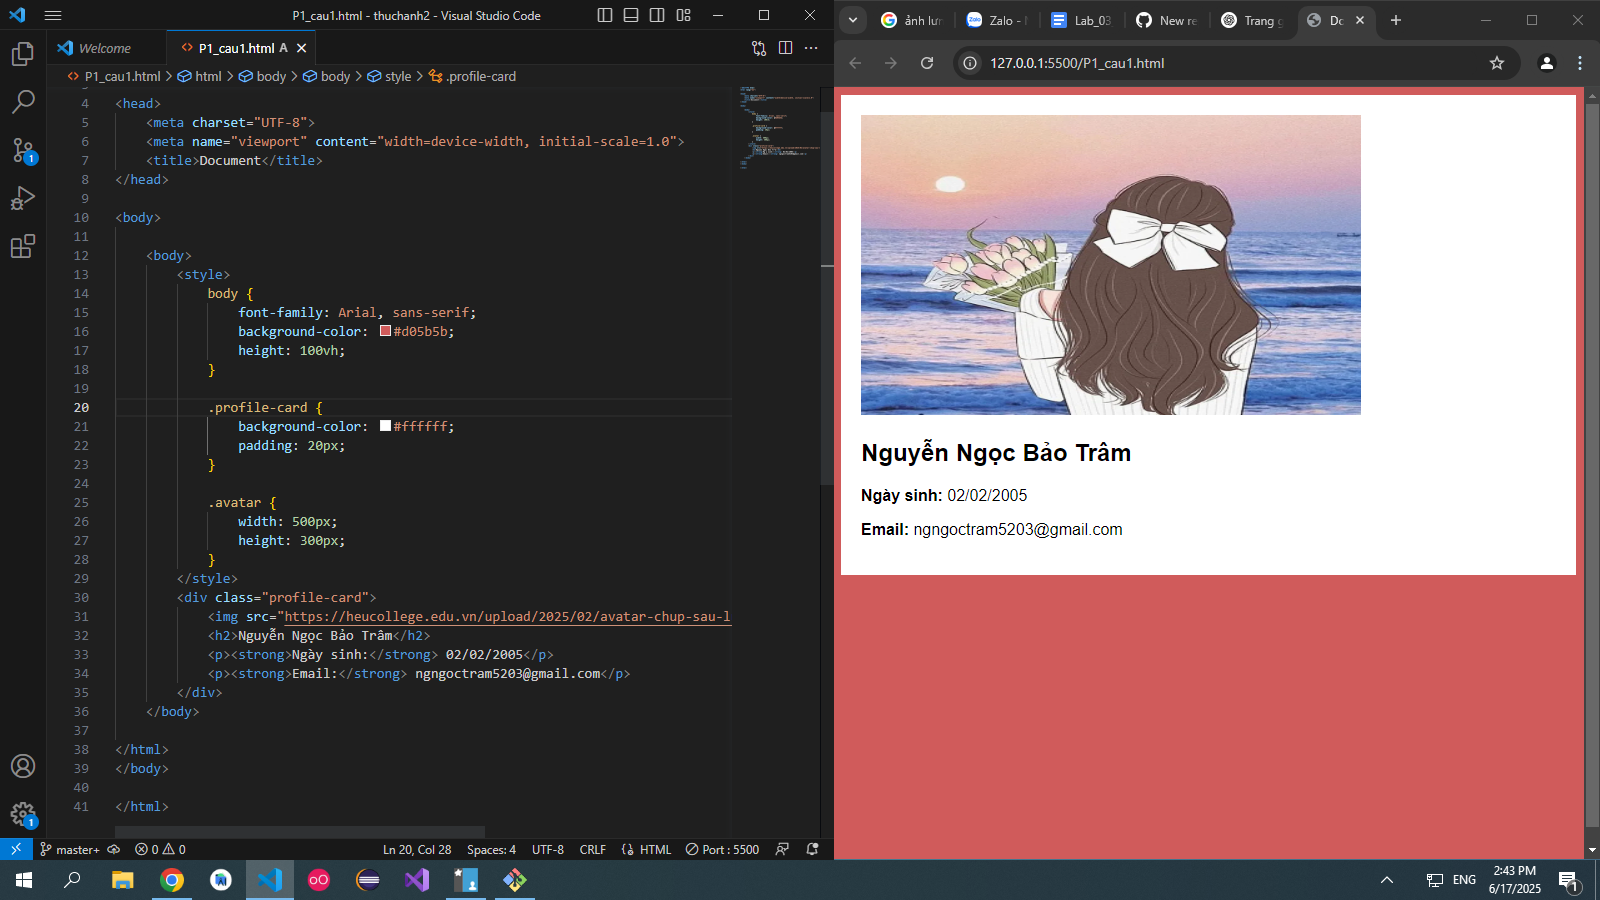 P1_cau1.html - thuchanh2 - Visual Studio Code
Welcome
P1_cau1.html A
P1_cau1.html > html > body > body > style > .profile-card
4 <head>
5 <meta charset="UTF-8">
6 <meta name="viewport" content="width=device-width, initial-scale=1.0">
7 <title>Document</title>
8 </head>
9
10 <body>
11
12 <body>
13 <style>
14 body {
15 font-family: Arial, sans-serif;
16 background-color: #d05b5b;
17 height: 100vh;
18 }
19
20 .profile-card {
21 background-color: #ffffff;
22 padding: 20px;
23 }
24
25 .avatar {
26 width: 500px;
27 height: 300px;
28 }
29 </style>
30 <div class="profile-card">
31 <img src="https://heucollege.edu.vn/upload/2025/02/avatar-chup-sau-l
32 <h2>Nguyễn Ngọc Bảo Trâm</h2>
33 <p><strong>Ngày sinh:</strong> 02/02/2005</p>
34 <p><strong>Email:</strong> ngngoctram5203@gmail.com</p>
35 </div>
36 </body>
37
38 </html>
39 </body>
40
41 </html>
1
1
master+
0
0
Ln 20, Col 28
Spaces: 4
UTF-8
CRLF
HTML
Port : 5500
ảnh lưn
Zalo -
Lab_03
New re
Trang
Do
127.0.0.1:5500/P1_cau1.html
Nguyễn Ngọc Bảo Trâm
Ngày sinh: 02/02/2005
Email: ngngoctram5203@gmail.com
ENG
2:43 PM
6/17/2025
1